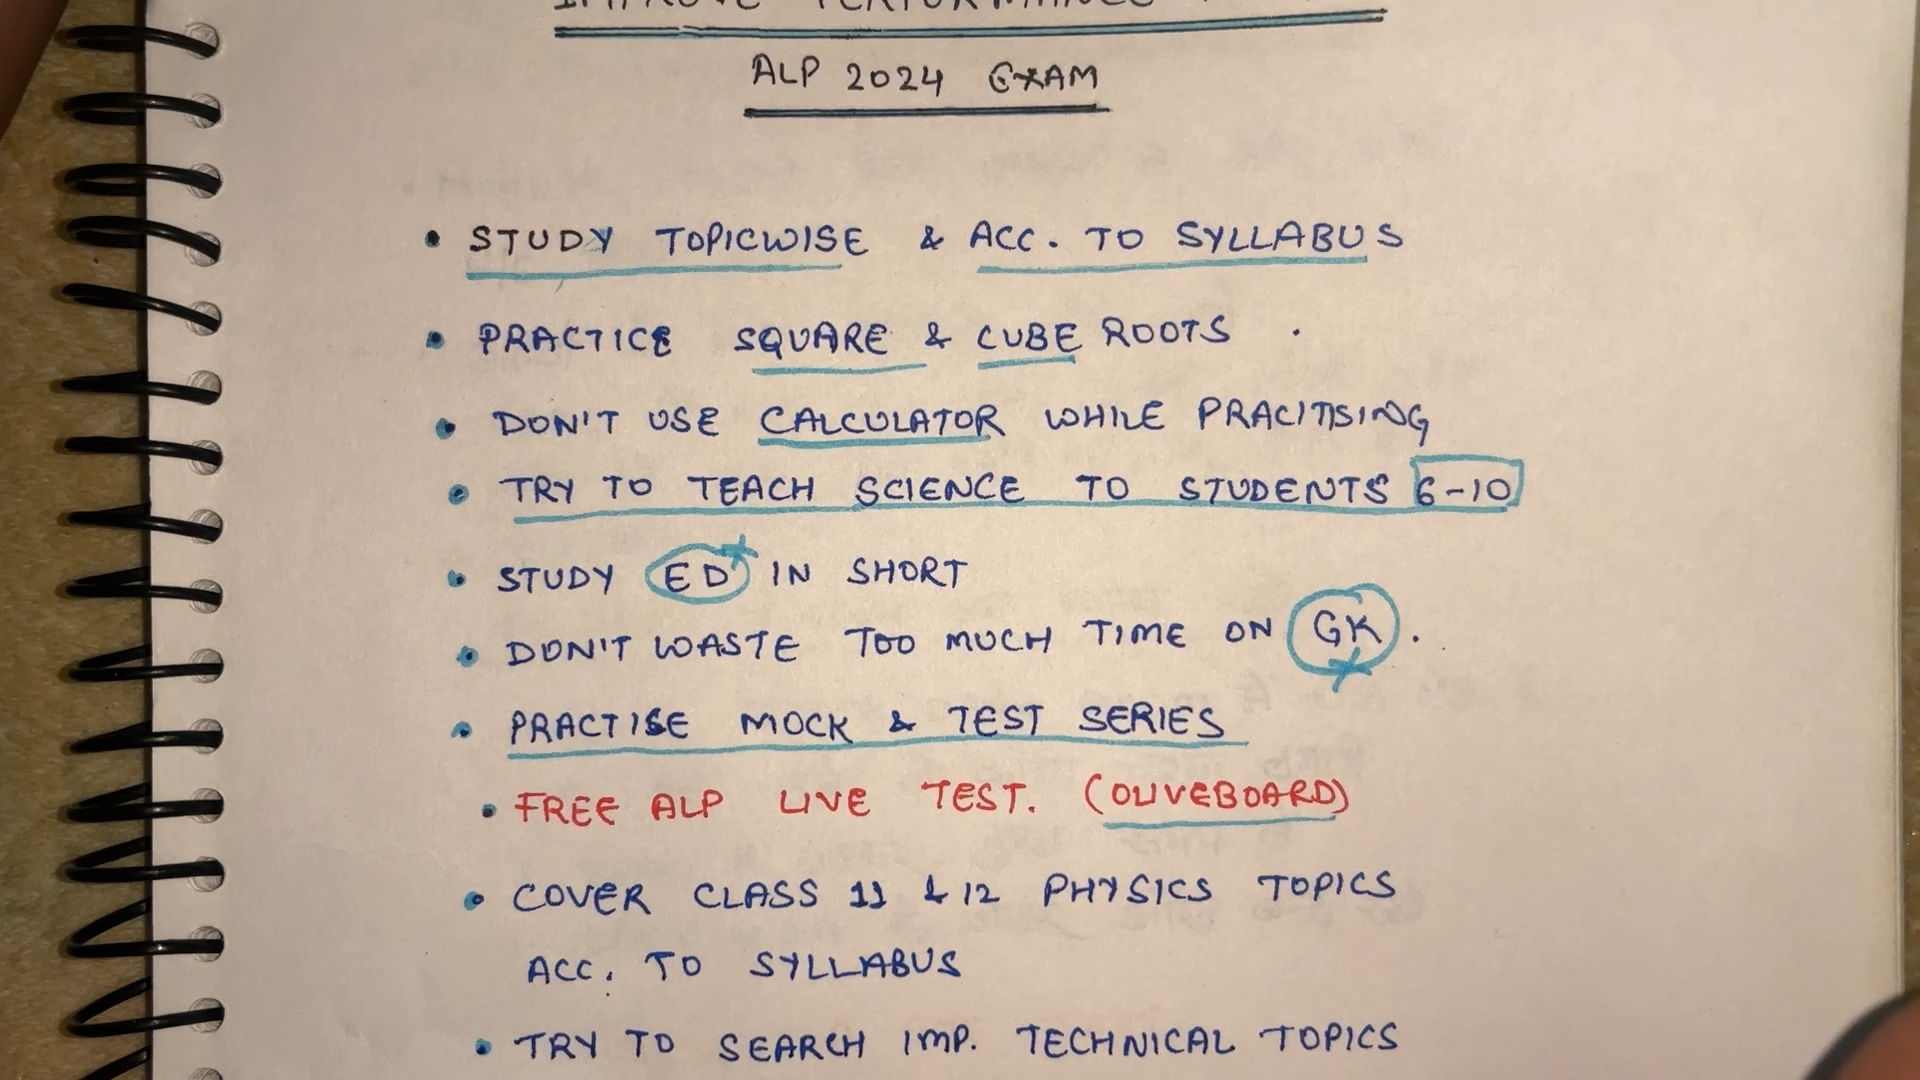 IMPROVE PERFORMANCE
ALP 2024 EXAM
• STUDY TOPICWISE & ACC. TO SYLLABUS
• PRACTICE SQUARE & CUBE ROOTS .
• DON'T USE CALCULATOR WHILE PRACITISING
• TRY TO TEACH SCIENCE TO STUDENTS 6-10
• STUDY ED IN SHORT
• DON'T WASTE TOO MUCH TIME ON GK.
• PRACTISE MOCK & TEST SERIES
• FREE ALP LIVE TEST. (OLIVEBOARD)
• COVER CLASS 11 & 12 PHYSICS TOPICS
ACC. TO SYLLABUS
• TRY TO SEARCH IMP. TECHNICAL TOPICS